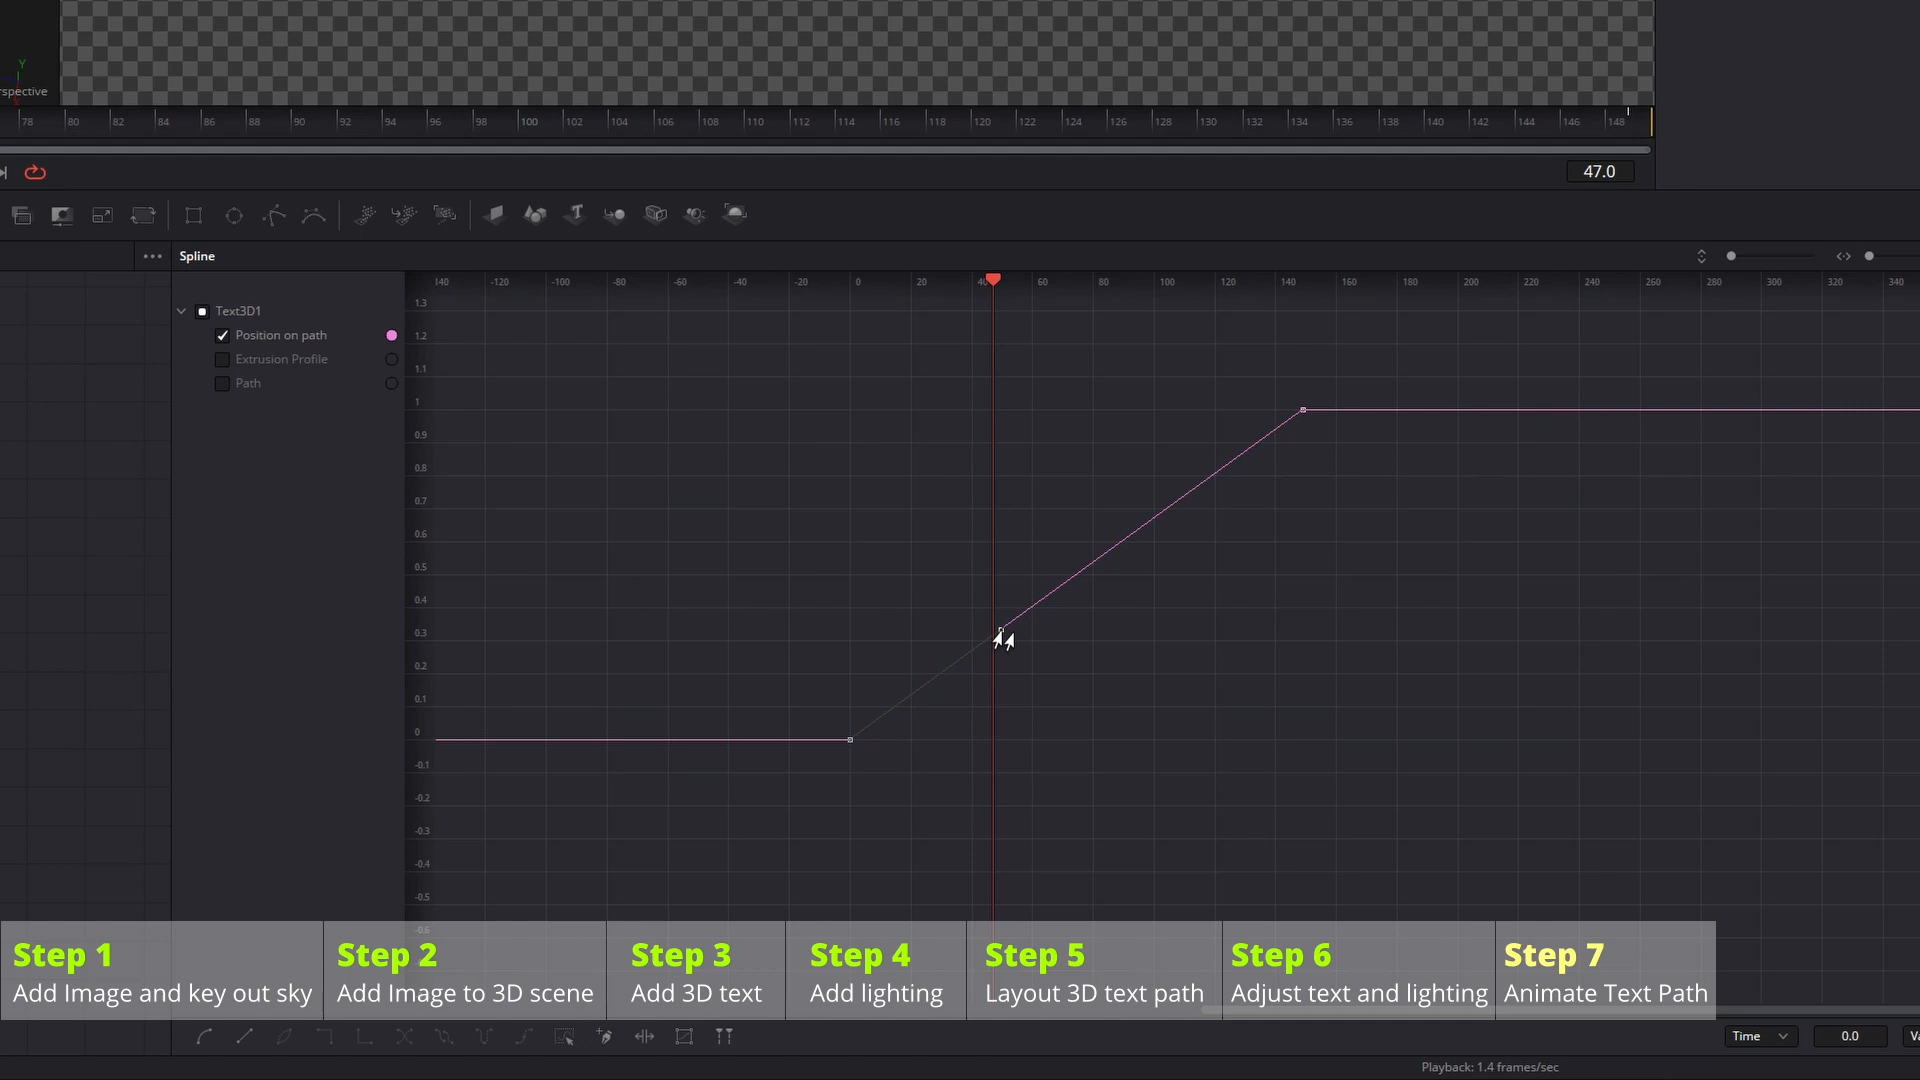 Y
rspective
78 80 82 84 86 88 90 92 94 96 98 100 102 104 106 108 110 112 114 116 118 120 122 124 126 128 130 132 134 136 138 140 142 144 146 148
47.0
Spline
140 -120 -100 -80 -60 -40 -20 0 20 40 60 80 100 120 140 160 180 200 220 240 260 280 300 320 340
Text3D1
Position on path
Extrusion Profile
Path
1.3
1.2
1.1
1
0.9
0.8
0.7
0.6
0.5
0.4
0.3
0.2
0.1
0
-0.1
-0.2
-0.3
-0.4
-0.5
-0.6
Step 1
Add Image and key out sky
Step 2
Add Image to 3D scene
Step 3
Add 3D text
Step 4
Add lighting
Step 5
Layout 3D text path
Step 6
Adjust text and lighting
Step 7
Animate Text Path
Time 0.0 Va
Playback: 1.4 frames/sec